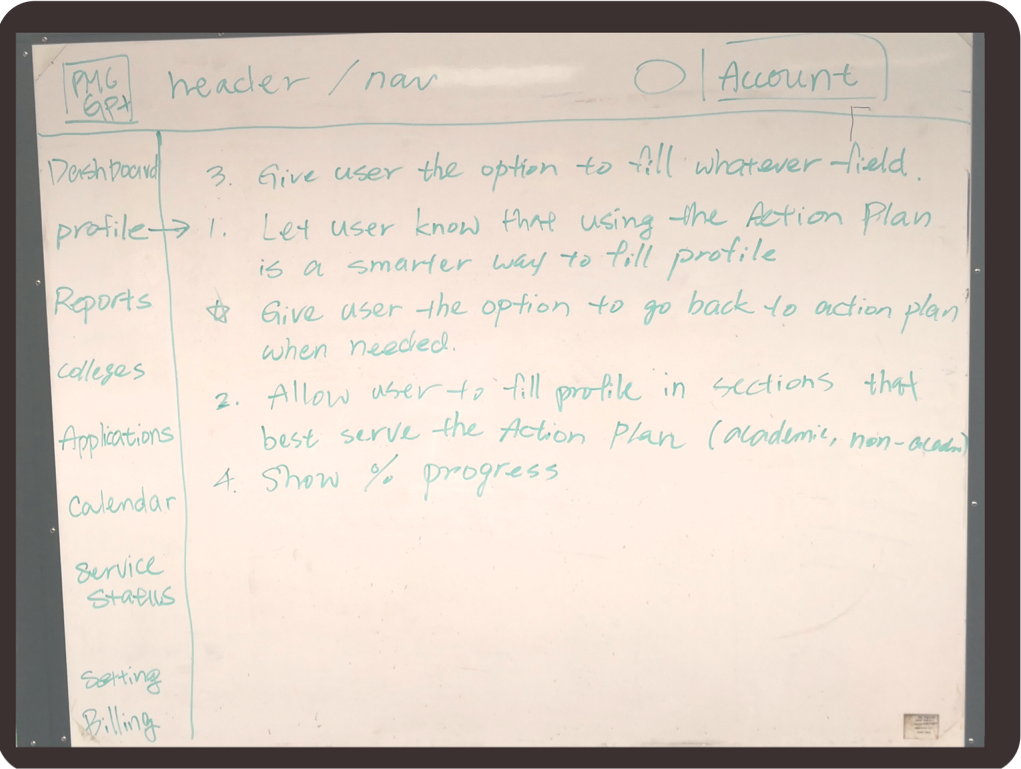 PMG
GPt
header / nav
Account
Dashboard
profile → 1. Let user know that using the Action Plan
is a smarter way to fill profile
3. Give user the option to fill whatever field.
Reports
☆ Give user the option to go back to action plan
when needed.
colleges
2. Allow user to fill profile in sections that
best serve the Action Plan (academic, non-acadm)
Applications
4. Show % progress
Calendar
Service
Status
Setting
Billing